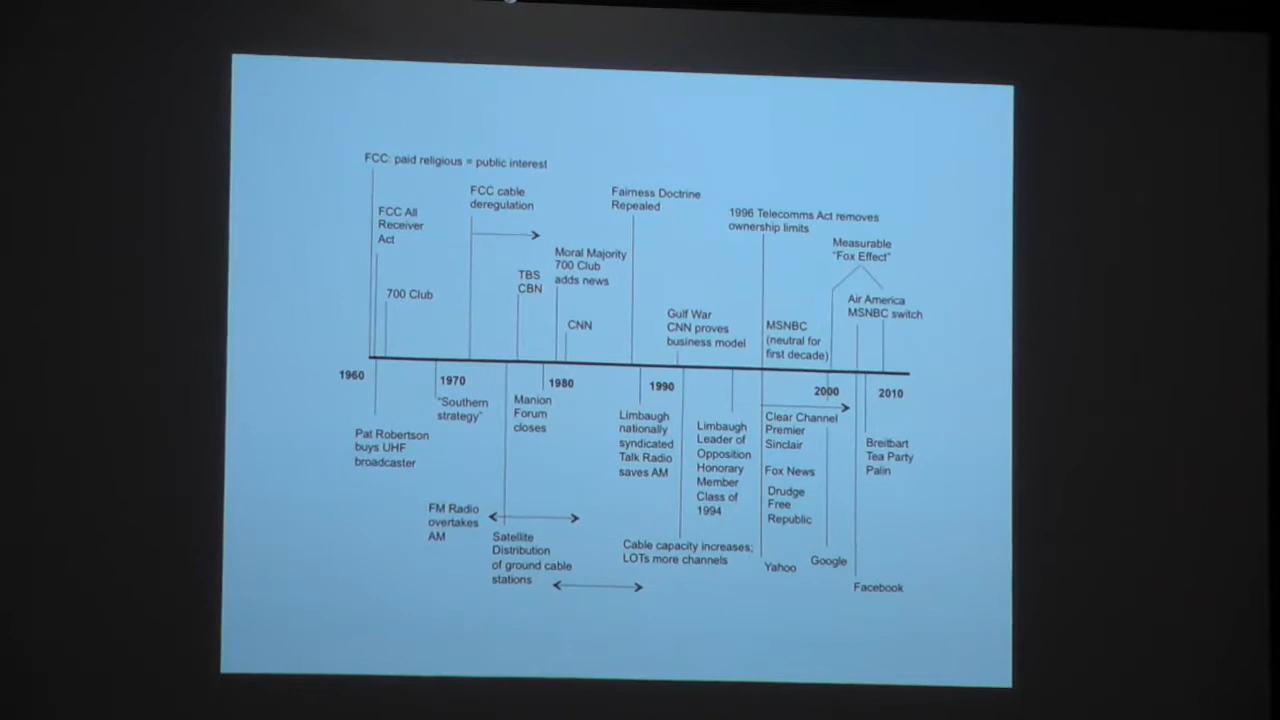 FCC: paid religious = public interest
FCC All
Receiver
Act
700 Club
FCC cable
deregulation
TBS
CBN
Moral Majority
700 Club
adds news
CNN
Fairness Doctrine
Repealed
Gulf War
CNN proves
business model
1996 Telecomms Act removes
ownership limits
MSNBC
(neutral for
first decade)
Measurable
"Fox Effect"
Air America
MSNBC switch
1960
1970
1980
1990
2000
2010
Pat Robertson
buys UHF
broadcaster
"Southern
strategy"
FM Radio
overtakes
AM
Satellite
Distribution
of ground cable
stations
Manion
Forum
closes
Limbaugh
nationally
syndicated
Talk Radio
saves AM
Cable capacity increases;
LOTs more channels
Limbaugh
Leader of
Opposition
Honorary
Member
Class of
1994
Clear Channel
Premier
Sinclair
Fox News
Drudge
Free
Republic
Yahoo
Google
Facebook
Breitbart
Tea Party
Palin